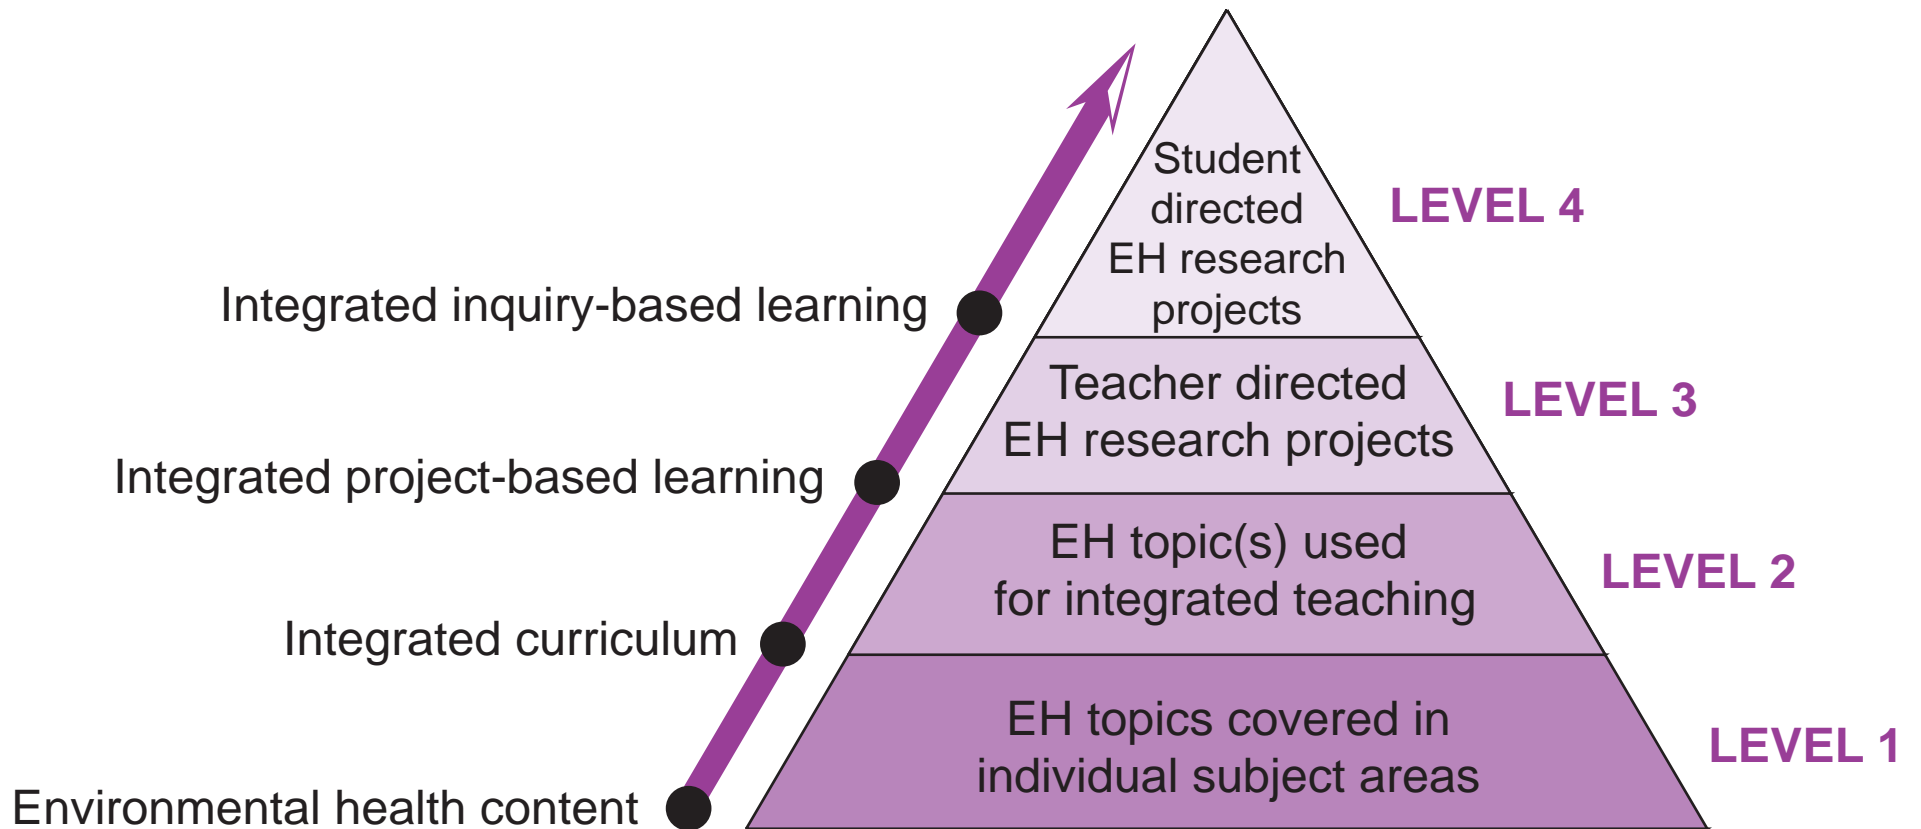 Student
directed
EH research
projects
LEVEL 4
Integrated inquiry-based learning
Teacher directed
EH research projects
LEVEL 3
Integrated project-based learning
EH topic(s) used
for integrated teaching
LEVEL 2
Integrated curriculum
EH topics covered in
individual subject areas
LEVEL 1
Environmental health content